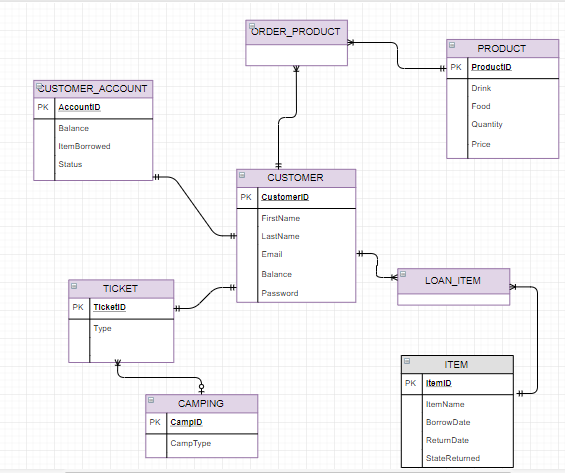 ORDER_PRODUCT
PRODUCT
PK ProductID
Drink
Food
Quantity
Price
CUSTOMER_ACCOUNT
PK AccountID
Balance
ItemBorrowed
Status
CUSTOMER
PK CustomerID
FirstName
LastName
Email
Balance
Password
TICKET
PK TicketID
Type
LOAN_ITEM
ITEM
PK ItemID
ItemName
BorrowDate
ReturnDate
StateReturned
CAMPING
PK CampID
CampType